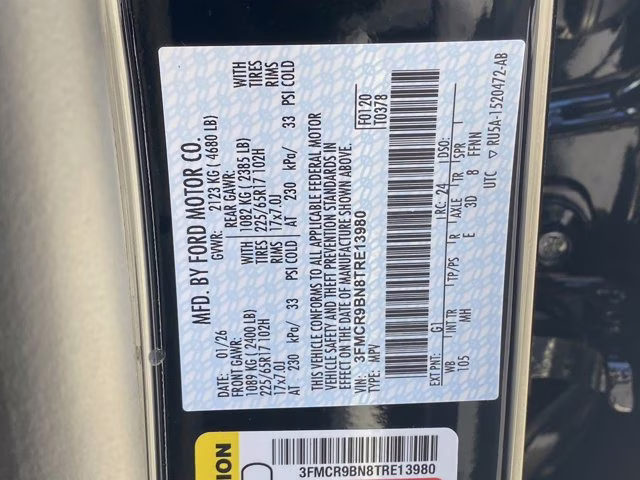 MFD. BY FORD MOTOR CO.
01/26 GVWR: 2123 KG ( 4680 LB)
FRONT GAWR: REAR GAWR: WITH
1089 KG (2400 LB) 1082 KG ( 2385 LB) TIRES
225/65R17 102H WITH 225/65R17 102H RIMS
17x7.0J TIRES 17x7.0J
AT 230 kPa/ 33 PSI COLD AT 230 kPa/ 33 PSI COLD
THIS VEHICLE CONFORMS TO ALL APPLICABLE FEDERAL MOTOR
VEHICLE SAFETY AND THEFT PREVENTION STANDARDS IN
EFFECT ON THE DATE OF MANUFACTURE SHOWN ABOVE.
VIN: 3FMCR9BN8TRE13980
TYPE: MPV
F0120
T0378
EXT PNT: G1 RC: 24 DSO:
WB INT TR TP/PS R AXLE TR SPR
105 MH E 3D 8 FFNN
UTC ▽ RU5A-1520472-AB
ION
3FMCR9BN8TRE13980